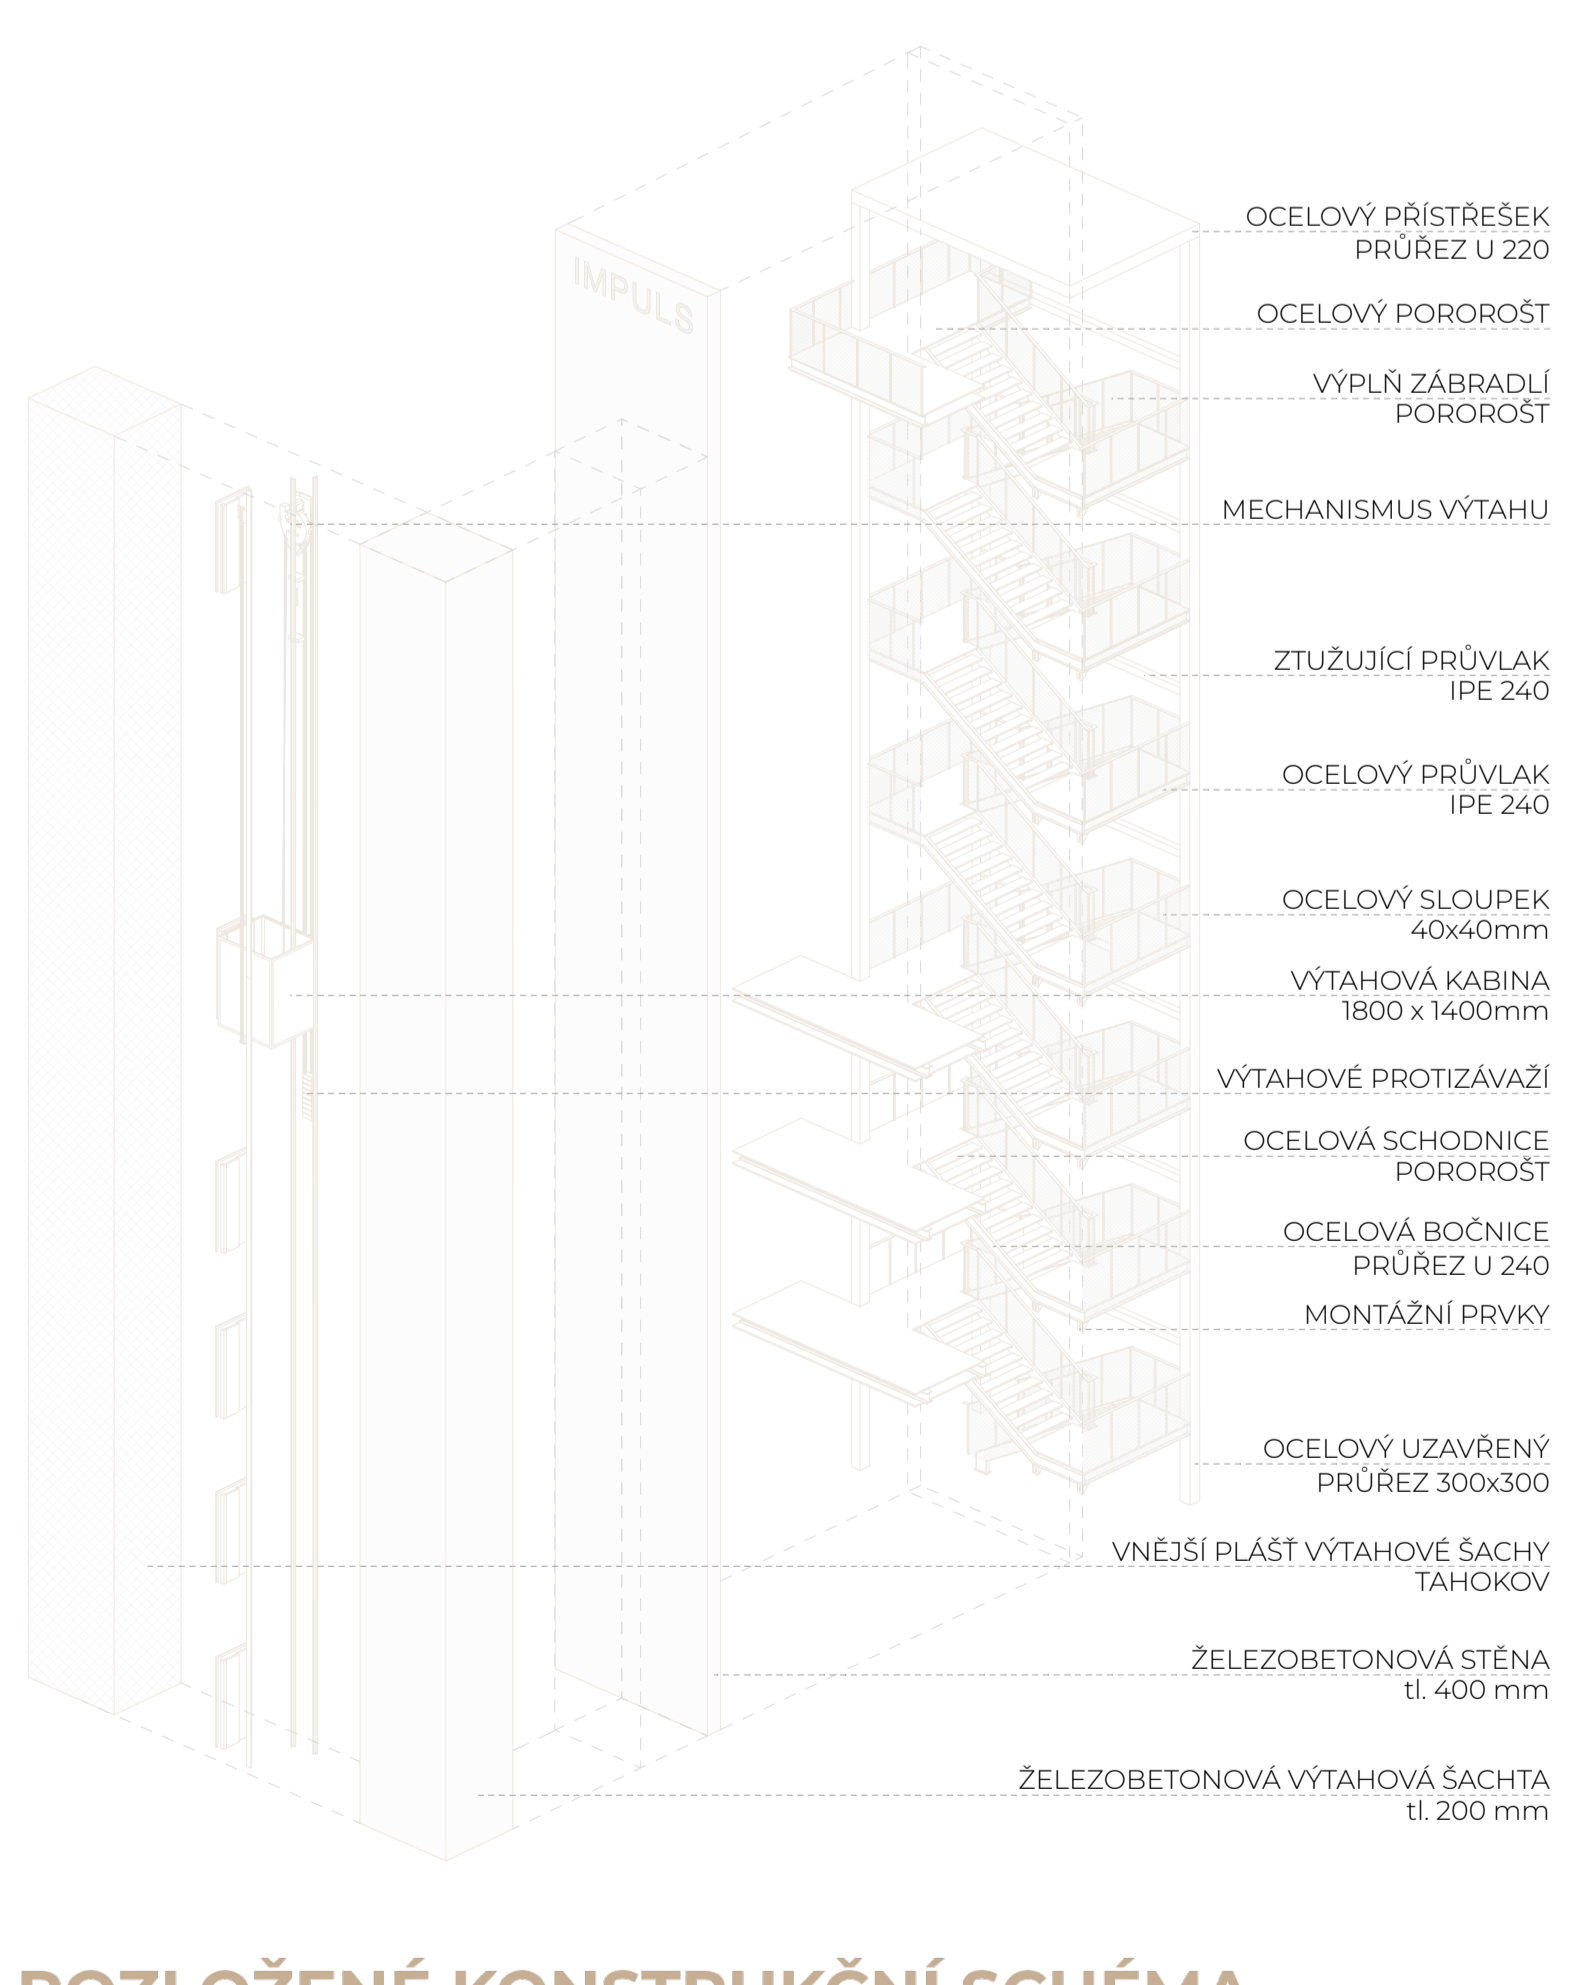 OCELOVÝ PŘÍSTŘEŠEK
PRŮŘEZ U 220
IMPULS
OCELOVÝ POROROŠT
VÝPLŇ ZÁBRADLÍ
POROROŠT
MECHANISMUS VÝTAHU
ZTUŽUJÍCÍ PRŮVLAK
IPE 240
OCELOVÝ PRŮVLAK
IPE 240
OCELOVÝ SLOUPEK
40x40mm
VÝTAHOVÁ KABINA
1800 x 1400mm
VÝTAHOVÉ PROTIZÁVAŽÍ
OCELOVÁ SCHODNICE
POROROŠT
OCELOVÁ BOČNICE
PRŮŘEZ U 240
MONTÁŽNÍ PRVKY
OCELOVÝ UZAVŘENÝ
PRŮŘEZ 300x300
VNĚJŠÍ PLÁŠŤ VÝTAHOVÉ ŠACHY
TAHOKOV
ŽELEZOBETONOVÁ STĚNA
tl. 400 mm
ŽELEZOBETONOVÁ VÝTAHOVÁ ŠACHTA
tl. 200 mm
ROZLOŽENÉ KONSTRUKČNÍ SCHÉMA